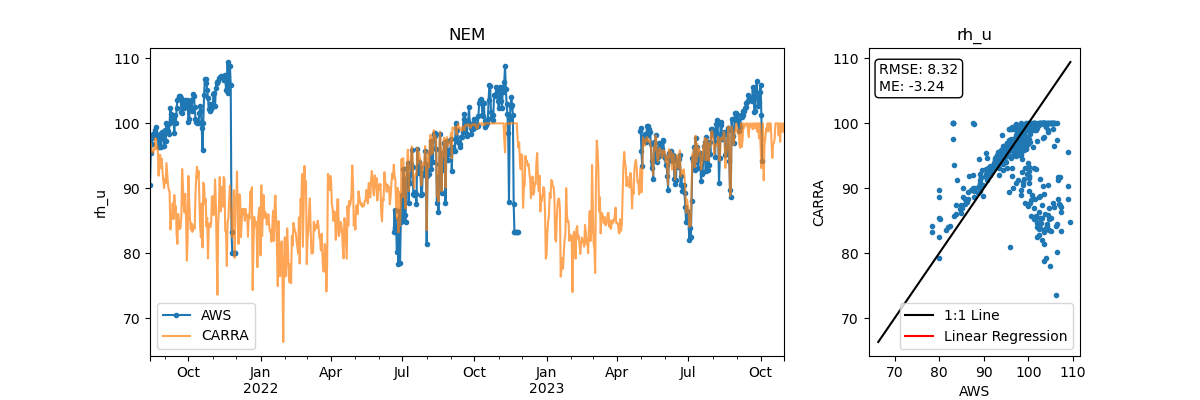 NEM
rh_u
110
100
90
80
70
rh_u
AWS
CARRA
Oct
Jan
2022
Apr
Jul
Oct
Jan
2023
Apr
Jul
Oct
110
100
90
80
70
CARRA
RMSE: 8.32
ME: -3.24
1:1 Line
Linear Regression
70 80 90 100 110
AWS